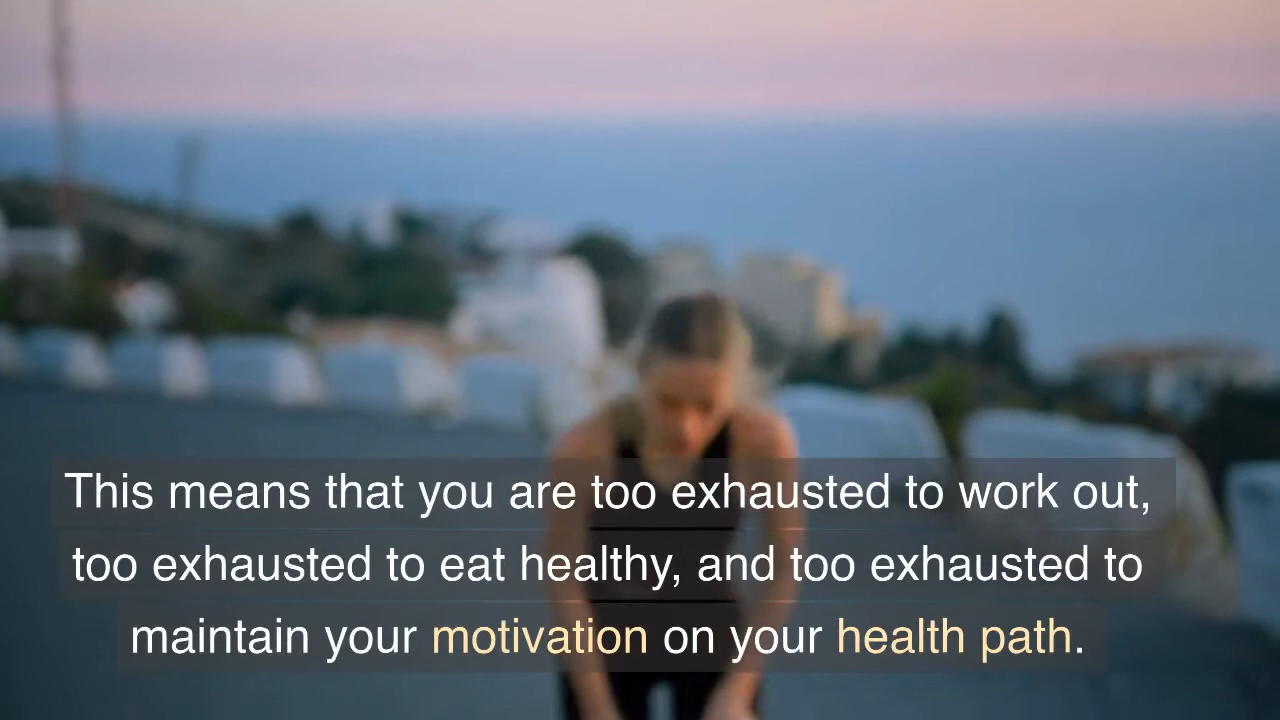 This means that you are too exhausted to work out,
too exhausted to eat healthy, and too exhausted to
maintain your motivation on your health path.